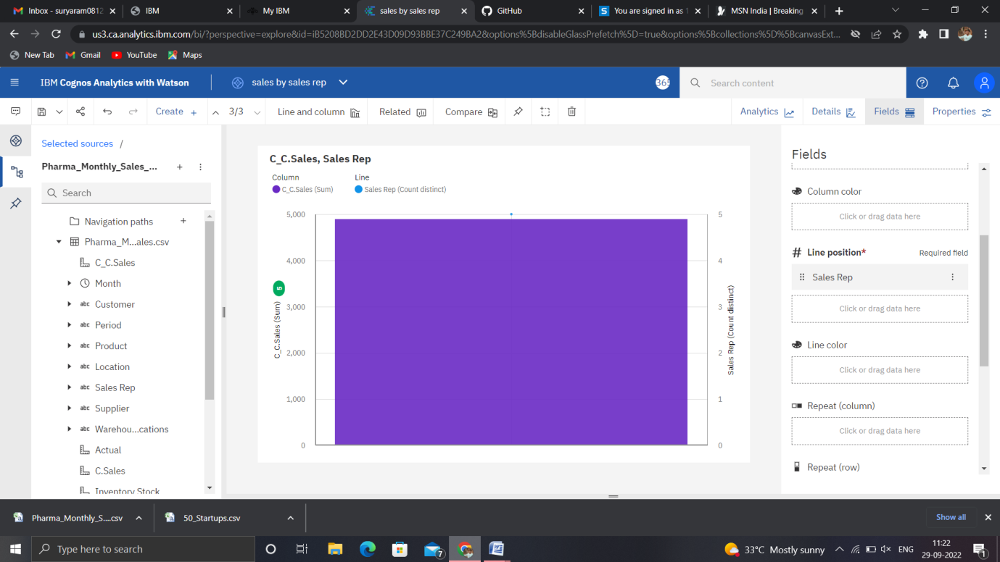 Inbox - suryaram0812
IBM
My IBM
sales by sales rep
GitHub
You are signed in as 1
MSN India | Breaking
us3.ca.analytics.ibm.com/bi/?perspective=explore&id=iB5208BD2DD2E43D09D93BBE37C249BA2&options%5BdisableGlassPrefetch%5D=true&options%5Bcollections%5D%5BcanvasExt...
New Tab
Gmail
YouTube
Maps
IBM Cognos Analytics with Watson
sales by sales rep
365
Search content
Create
3/3
Line and column
Related
Compare
Analytics
Details
Fields
Properties
Selected sources /
Pharma_Monthly_Sales_...
Search
Navigation paths
Pharma_M...ales.csv
C_C.Sales
Month
abc Customer
abc Period
abc Product
abc Location
abc Sales Rep
abc Supplier
abc Warehou...cations
Actual
C.Sales
Inventory Stock
C_C.Sales, Sales Rep
Column
C_C.Sales (Sum)
Line
Sales Rep (Count distinct)
5,000
4,000
3,000
2,000
1,000
0
5
C_C.Sales (Sum)
5
4
3
2
1
0
Sales Rep (Count distinct)
Fields
Column color
Click or drag data here
# Line position*
Required field
Sales Rep
Click or drag data here
Line color
Click or drag data here
Repeat (column)
Click or drag data here
Repeat (row)
Pharma_Monthly_S....csv
50_Startups.csv
Show all
Type here to search
7
33°C Mostly sunny
ENG
11:22
29-09-2022
1